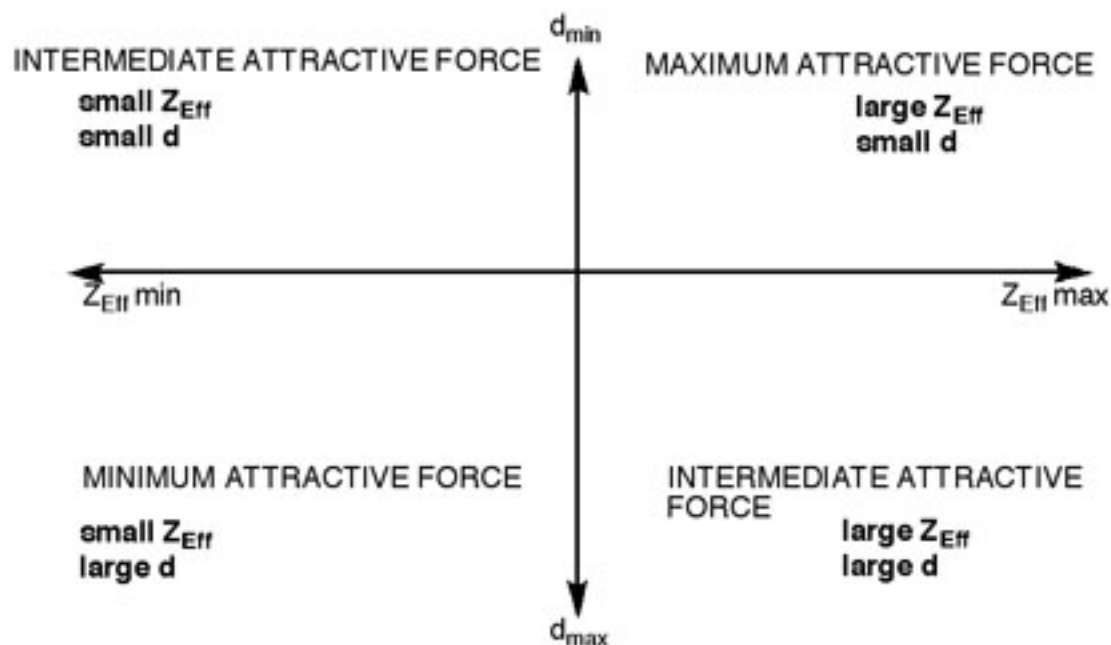 d_min
INTERMEDIATE ATTRACTIVE FORCE
small Z_Eff
small d
MAXIMUM ATTRACTIVE FORCE
large Z_Eff
small d
Z_Eff min
Z_Eff max
MINIMUM ATTRACTIVE FORCE
small Z_Eff
large d
INTERMEDIATE ATTRACTIVE
FORCE
large Z_Eff
large d
d_max